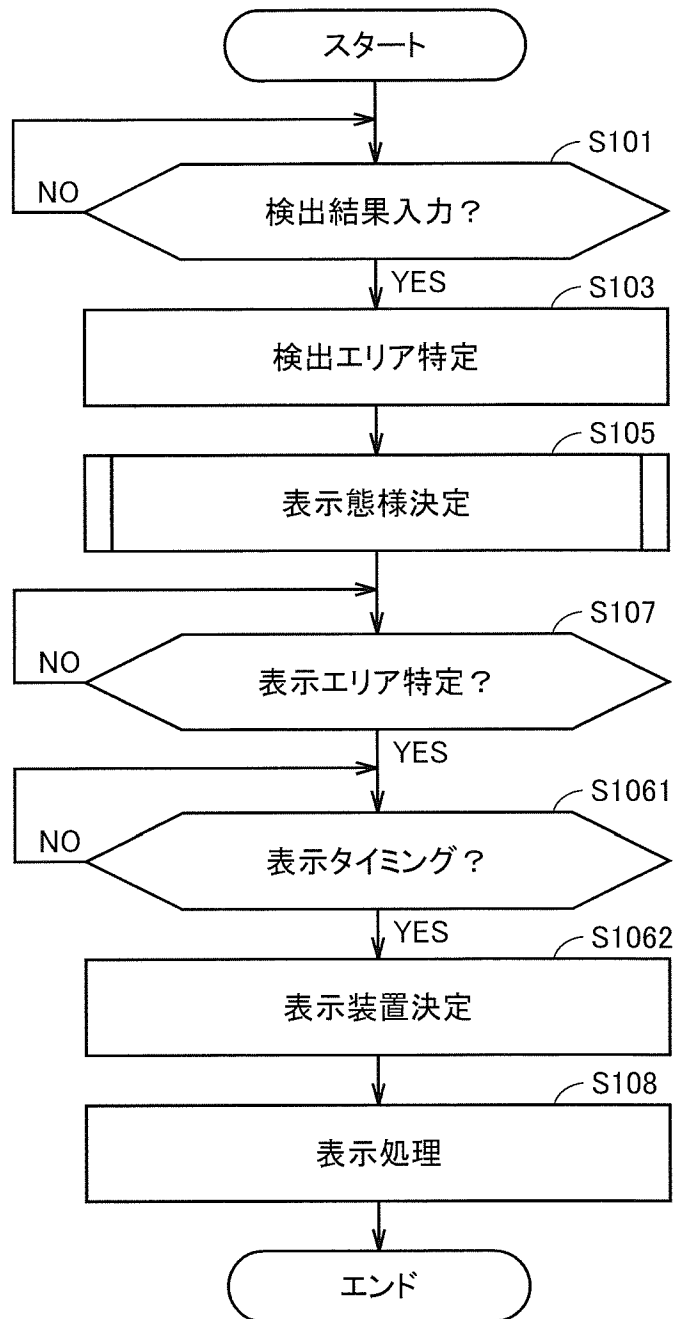 スタート
S101
NO
検出結果入力？
YES
S103
検出エリア特定
S105
表示態様決定
S107
NO
表示エリア特定？
YES
S1061
NO
表示タイミング？
YES
S1062
表示装置決定
S108
表示処理
エンド